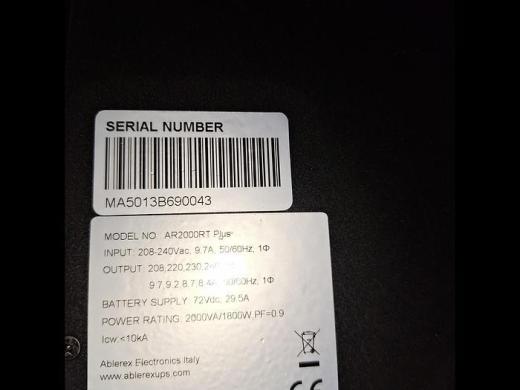 SERIAL NUMBER
MA5013B690043
MODEL NO. AR2000RT Plus
INPUT: 208-240Vac, 9.7A, 50/60Hz, 1Φ
OUTPUT: 208,220,230,240
9.7,9.2,8.7,8.4A, 50/60Hz, 1Φ
BATTERY SUPPLY: 72Vdc, 29.5A
POWER RATING: 2000VA/1800W,PF=0.9
Icw:<10kA
Ablerex Electronics Italy
www.ablerexups.com
CE